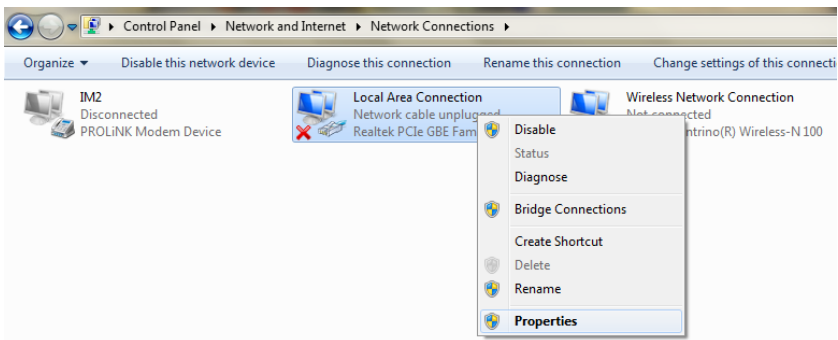 Control Panel Network and Internet Network Connections
Organize Disable this network device Diagnose this connection Rename this connection Change settings of this connecti
IM2
Disconnected
PROLiNK Modem Device
Local Area Connection
Network cable unplugged
Realtek PCIe GBE Fam
Wireless Network Connection
Not connected
ntrino(R) Wireless-N 100
Disable
Status
Diagnose
Bridge Connections
Create Shortcut
Delete
Rename
Properties